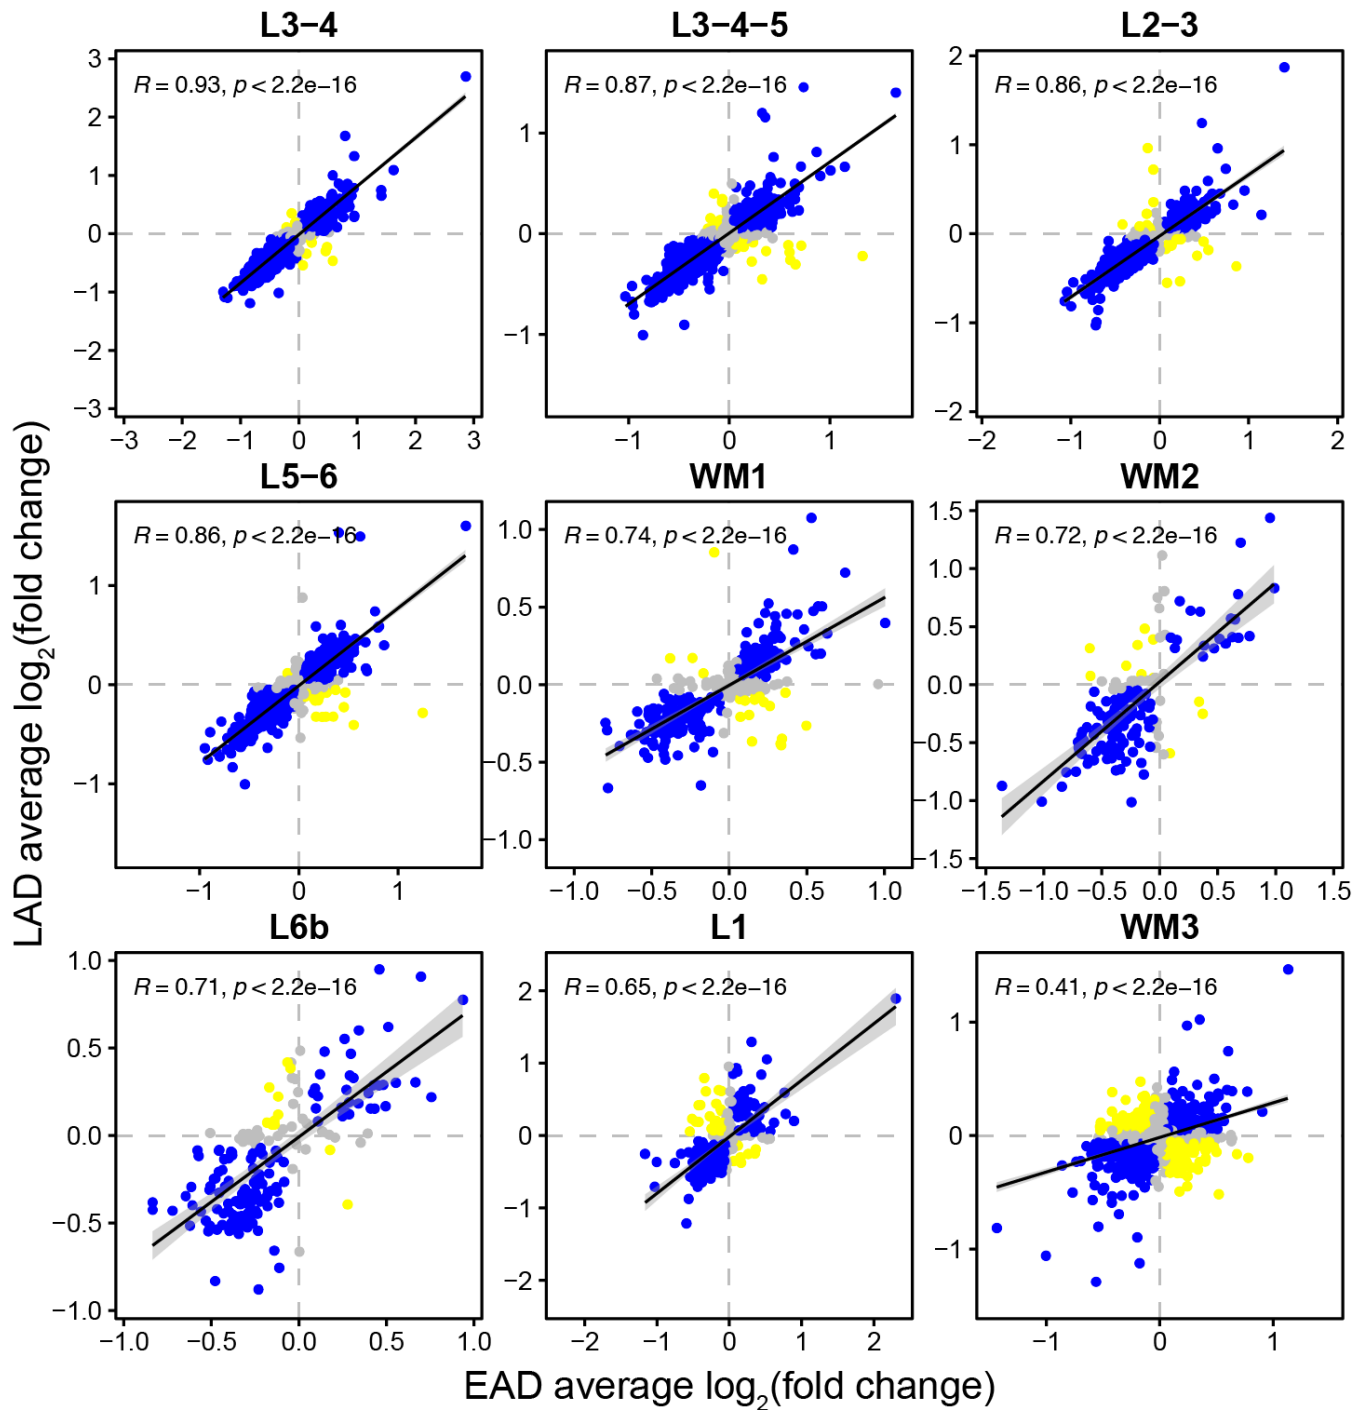 L3−4
L3−4−5
L2−3
R = 0.93, p < 2.2e−16
R = 0.87, p < 2.2e−16
R = 0.86, p < 2.2e−16
3
2
1
0
−1
−2
−3
1
0
−1
2
1
0
−1
−2
−3 −2 −1 0 1 2 3
−1 0 1
−2 −1 0 1 2
L5−6
WM1
WM2
R = 0.86, p < 2.2e−16
R = 0.74, p < 2.2e−16
R = 0.72, p < 2.2e−16
1
0
−1
1.0
0.5
0.0
−0.5
−1.0
1.5
1.0
0.5
0.0
−0.5
−1.0
−1.5
−1 0 1
−1.0 −0.5 0.0 0.5 1.0
−1.5 −1.0 −0.5 0.0 0.5 1.0 1.5
L6b
L1
WM3
R = 0.71, p < 2.2e−16
R = 0.65, p < 2.2e−16
R = 0.41, p < 2.2e−16
1.0
0.5
0.0
−0.5
−1.0
2
1
0
−1
−2
1
0
−1
−1.0 −0.5 0.0 0.5 1.0
−2 −1 0 1 2
−1 0 1
LAD average log₂(fold change)
EAD average log₂(fold change)